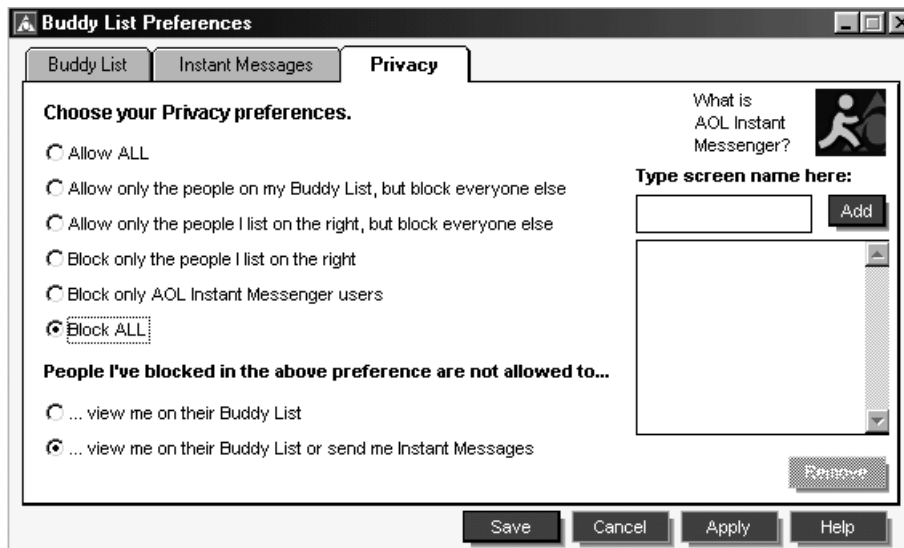 Buddy List Preferences
Buddy List
Instant Messages
Privacy
Choose your Privacy preferences.
Allow ALL
Allow only the people on my Buddy List, but block everyone else
Allow only the people I list on the right, but block everyone else
Block only the people I list on the right
Block only AOL Instant Messenger users
Block ALL
People I've blocked in the above preference are not allowed to...
... view me on their Buddy List
... view me on their Buddy List or send me Instant Messages
What is
AOL Instant
Messenger?
Type screen name here:
Add
Remove
Save
Cancel
Apply
Help